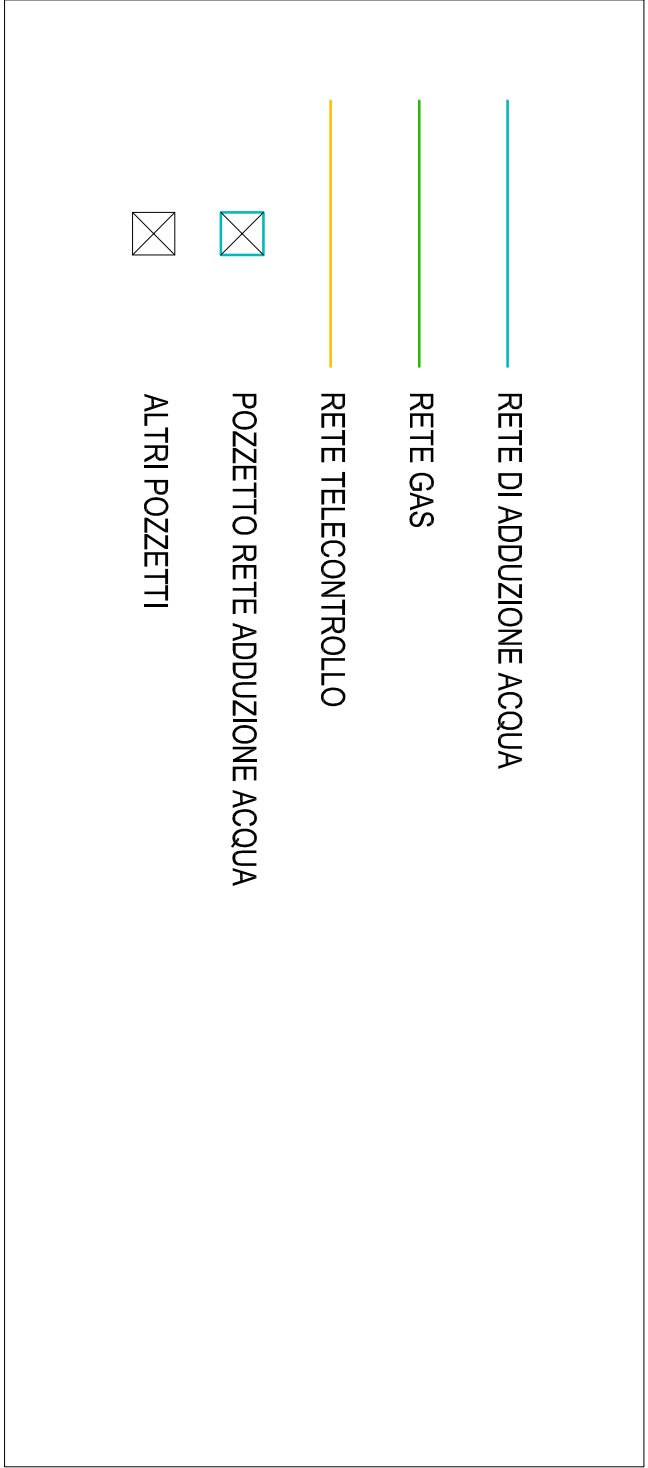 RETE DI ADDUZIONE ACQUA
RETE GAS
RETE TELECONTROLLO
POZZETTO RETE ADDUZIONE ACQUA
ALTRI POZZETTI